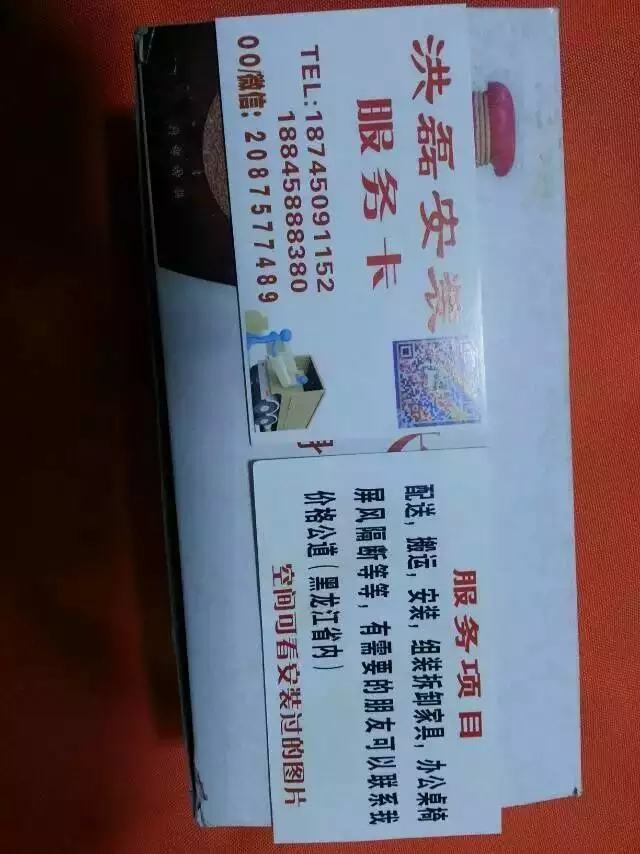 洪磊安装
服务卡
TEL:18745091152
18845888380
QQ/微信：2087577489
服务项目
配送，搬运，安装，组装拆卸家具，办公桌椅
屏风隔断等等，有需要的朋友可以联系我
价格公道（黑龙江省内）
空间可看安装过的图片